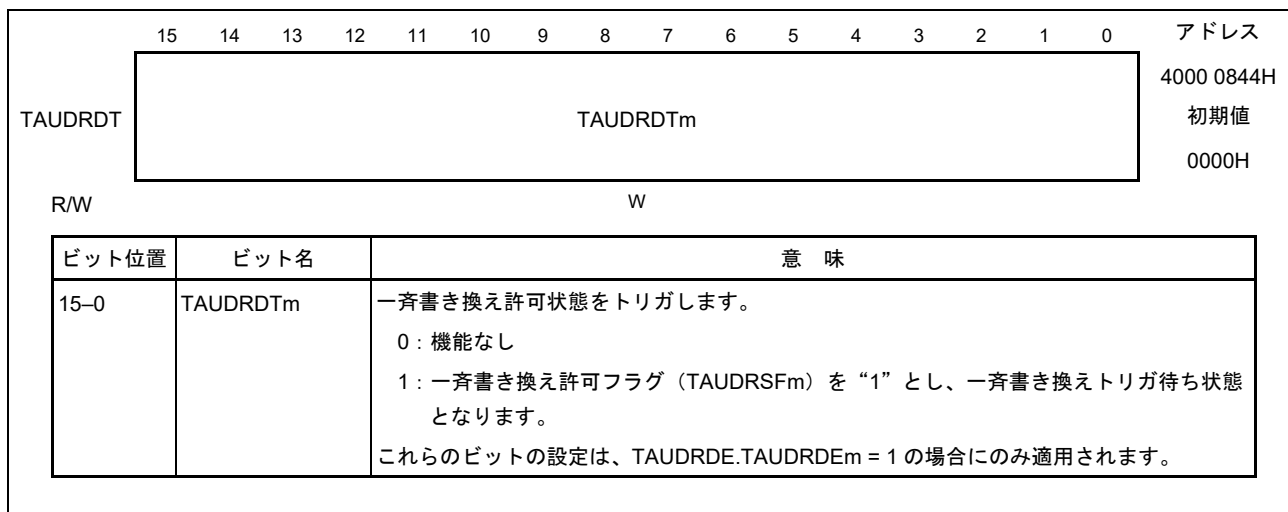 15 14 13 12 11 10 9 8 7 6 5 4 3 2 1 0 アドレス
4000 0844H
TAUDRDT TAUDRDTm 初期値
0000H
R/W W
ビット位置 ビット名 意 味
15–0 TAUDRDTm 一斉書き換え許可状態をトリガします。
0：機能なし
1：一斉書き換え許可フラグ（TAUDRSFm）を“1”とし、一斉書き換えトリガ待ち状態
となります。
これらのビットの設定は、TAUDRDE.TAUDRDEm = 1 の場合にのみ適用されます。